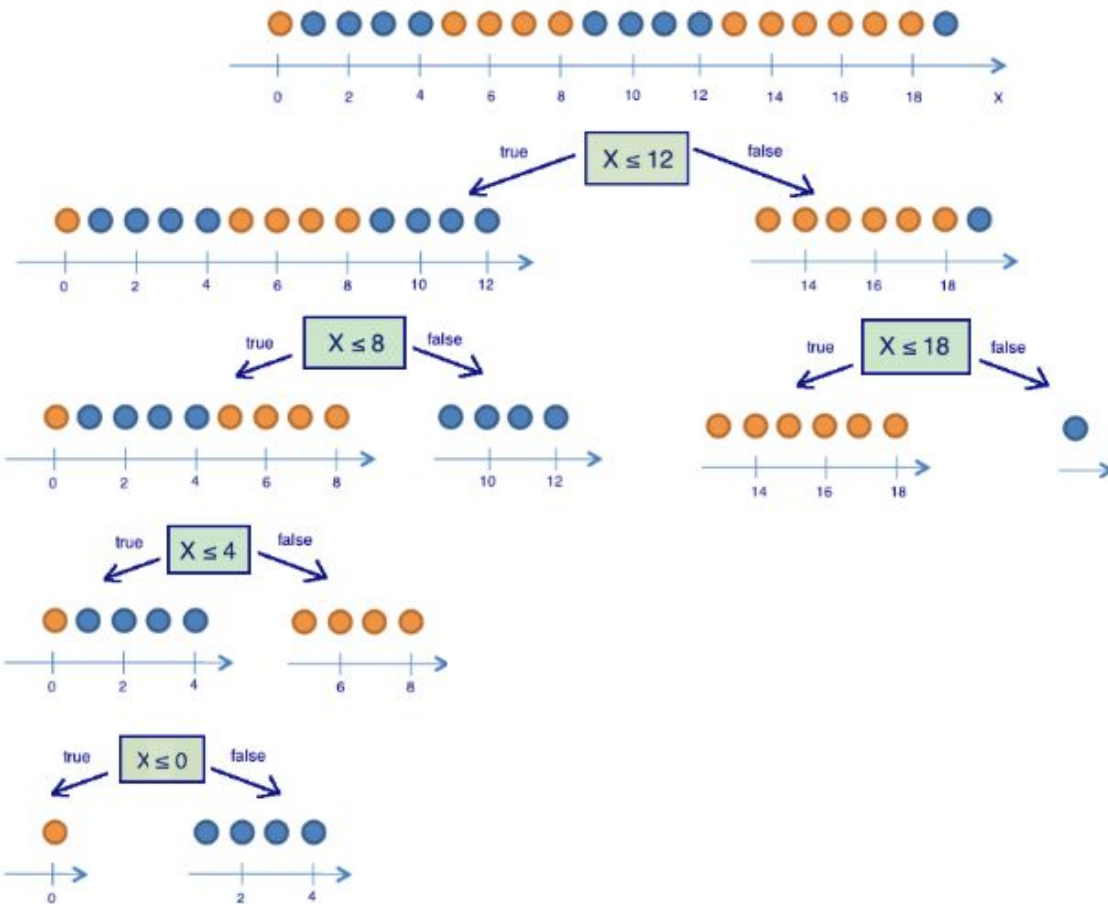 0 2 4 6 8 10 12 14 16 18 X
true X ≤ 12 false
0 2 4 6 8 10 12
14 16 18
true X ≤ 8 false
true X ≤ 18 false
0 2 4 6 8
10 12
14 16 18
true X ≤ 4 false
0 2 4
6 8
true X ≤ 0 false
0
2 4